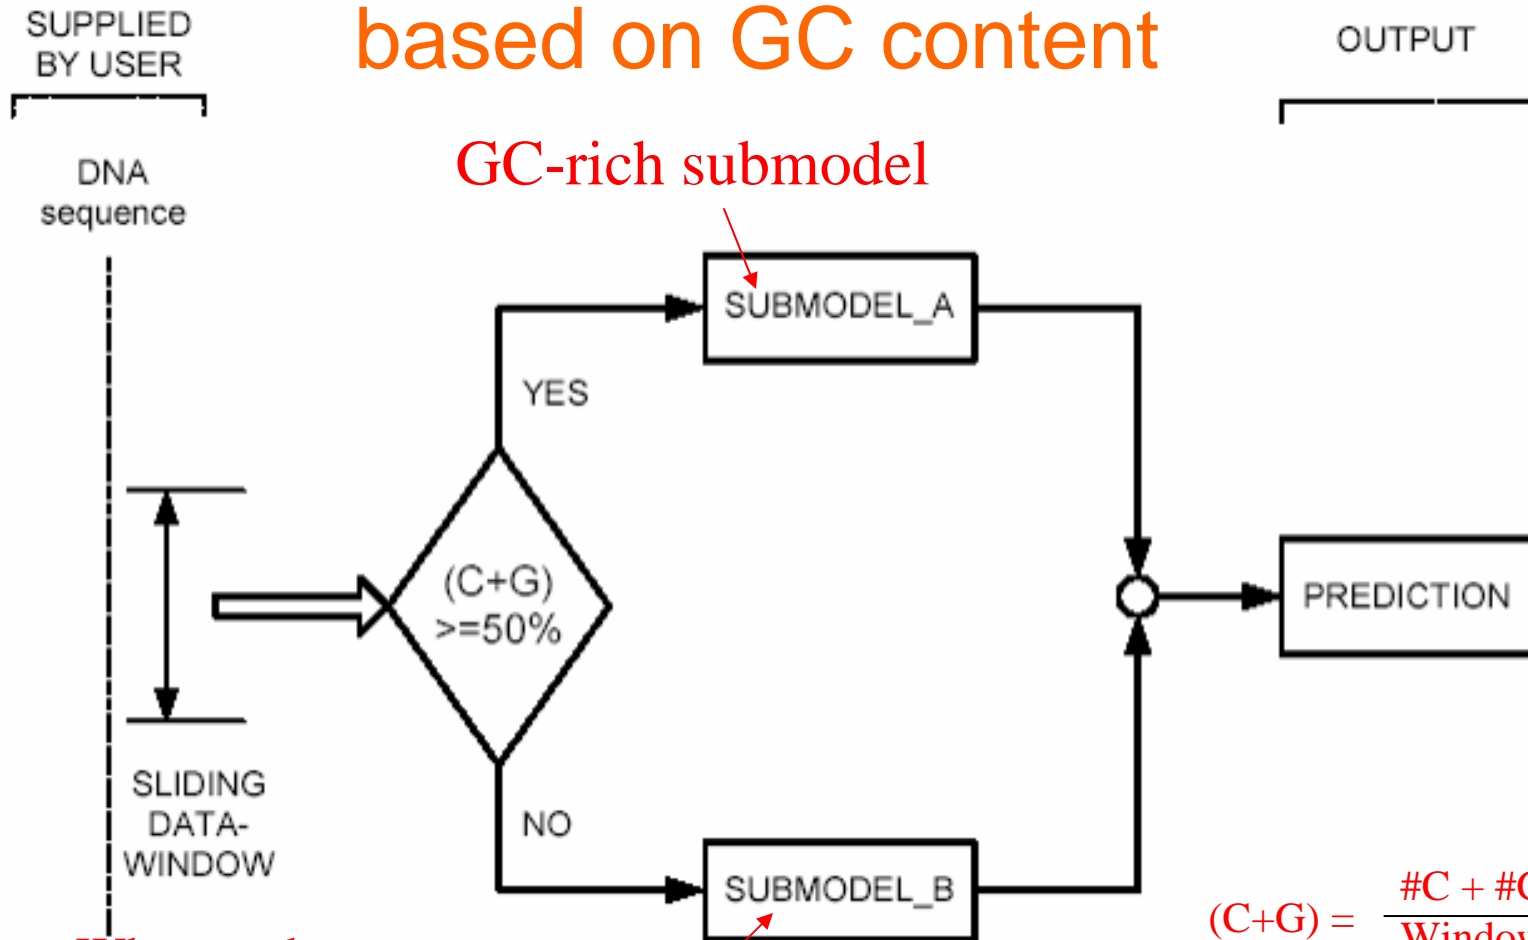 SUPPLIED
BY USER
based on GC content
OUTPUT
DNA
sequence
GC-rich submodel
SUBMODEL_A
YES
(C+G)
>=50%
PREDICTION
SLIDING
DATA-
WINDOW
NO
SUBMODEL_B
#C + #
(C+G) =
Window